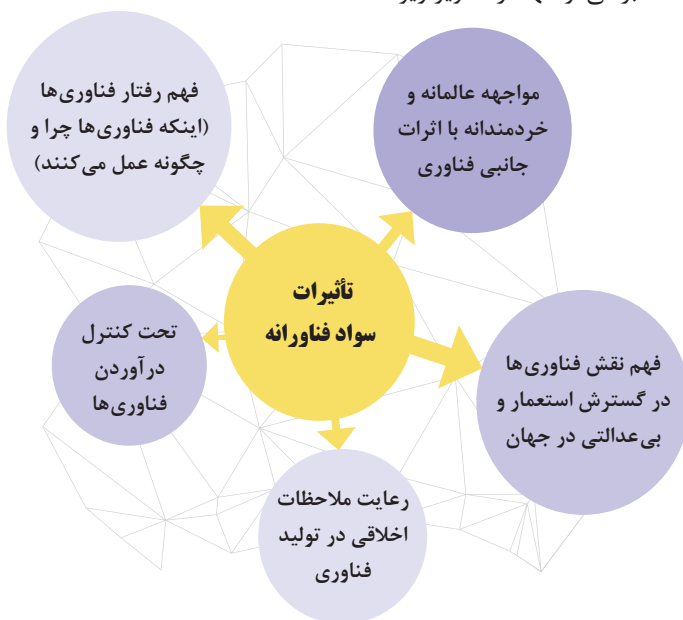 مواجهه عالمانه و
خردمندانه با اثرات
جانبی فناوری
فهم رفتار فناوری‌ها
(اینکه فناوری‌ها چرا و
چگونه عمل می‌کنند)
تأثیرات
سواد فناورانه
فهم نقش فناوری‌ها
در گسترش استعمار و
بی‌عدالتی در جهان
تحت کنترل
درآوردن
فناوری‌ها
رعایت ملاحظات
اخلاقی در تولید
فناوری